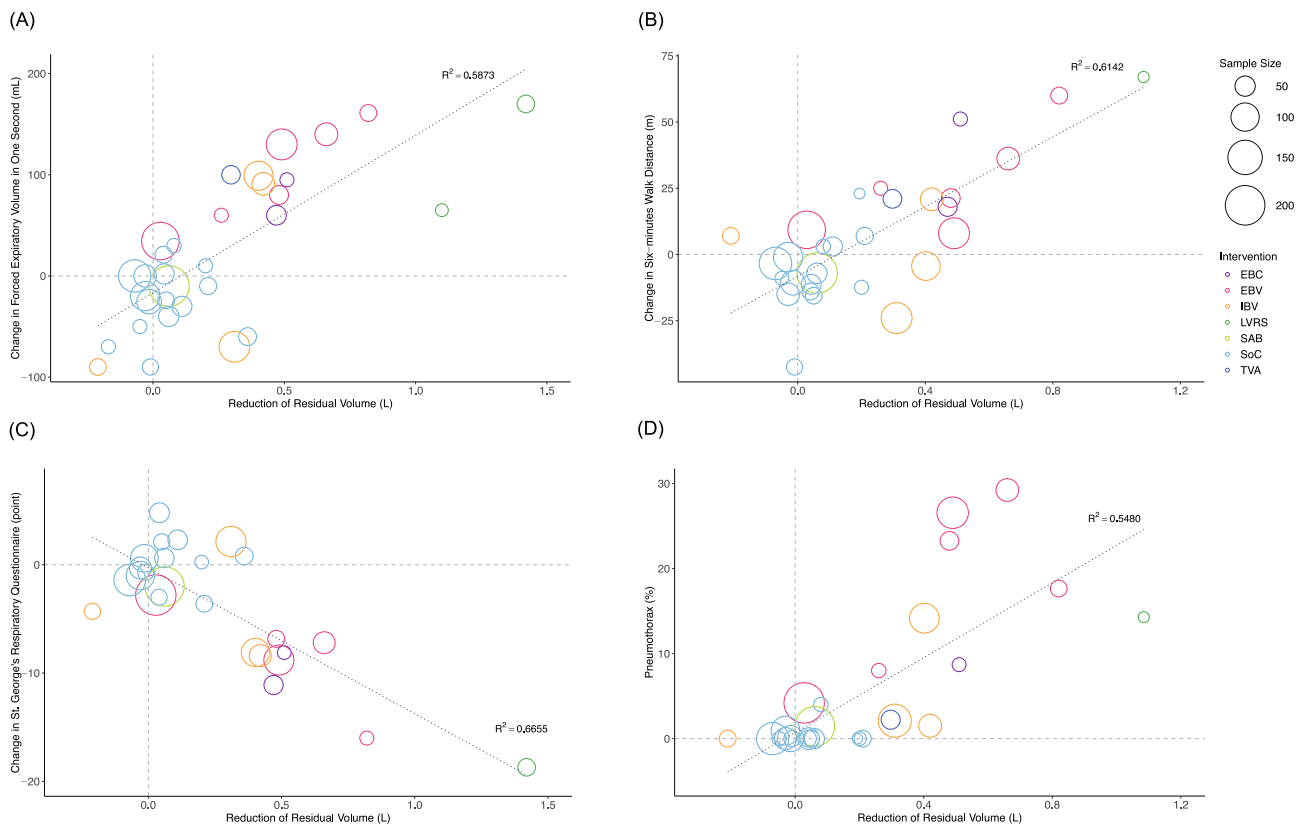 (A)
Change in Forced Expiratory Volume in One Second (mL)
200
100
0
−100
R² = 0.5873
0.0 0.5 1.0 1.5
Reduction of Residual Volume (L)
(B)
Change in Six−minutes Walk Distance (m)
75
50
25
0
−25
R² = 0.6142
0.0 0.4 0.8 1.2
Reduction of Residual Volume (L)
Sample Size
50
100
150
200
Intervention
EBC
EBV
IBV
LVRS
SAB
SoC
TVA
(C)
Change in St. George's Respiratory Questionnaire (point)
0
−10
−20
R² = 0.6655
0.0 0.5 1.0 1.5
Reduction of Residual Volume (L)
(D)
Pneumothorax (%)
30
20
10
0
R² = 0.5480
0.0 0.4 0.8 1.2
Reduction of Residual Volume (L)